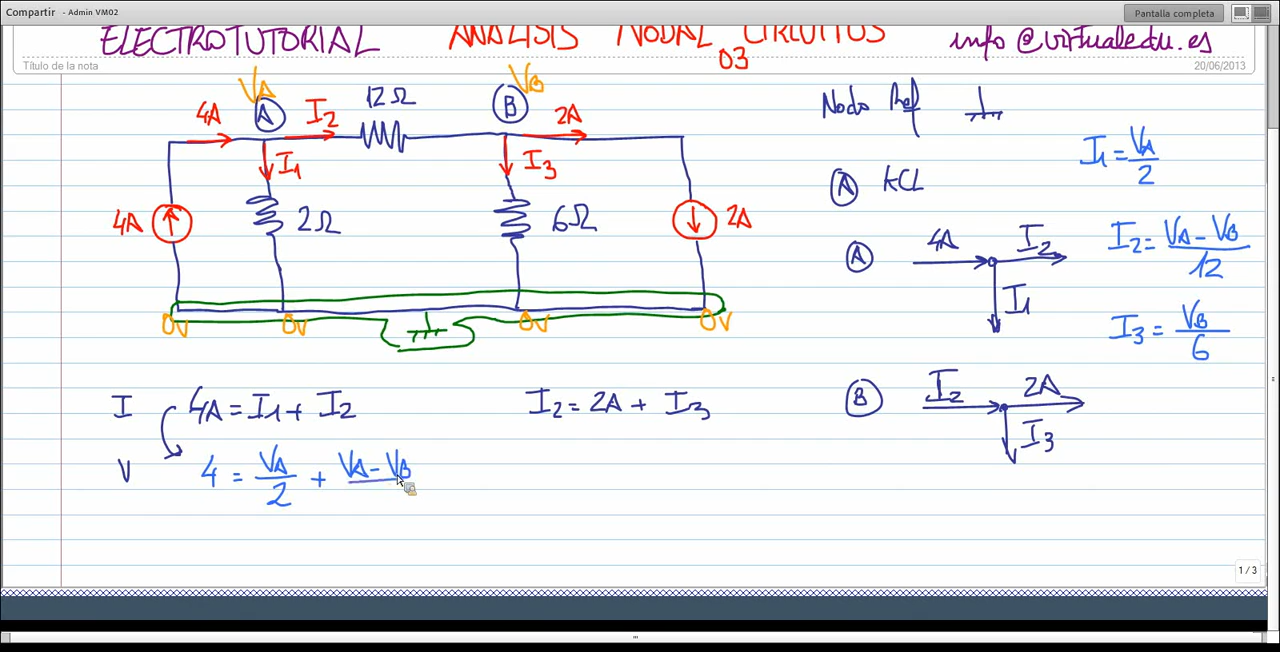 Compartir - Admin VM02
Pantalla completa
ELECTROTUTORIAL ANALISIS NODAL CIRCUITOS info @virtualedu.es
03
Título de la nota
20/06/2013
VA
VB
4A A I2 12Ω B 2A
I1
I3
4A 2Ω 6Ω 2A
0V 0V 0V 0V
Nodo Ref
A KCL
I1 = VA/2
A 4A I2
I1
I2 = VA - VB/12
I3 = VB/6
B I2 2A
I3
I 4A = I1 + I2
I2 = 2A + I3
V 4 = VA/2 + VA - VB
1 / 3